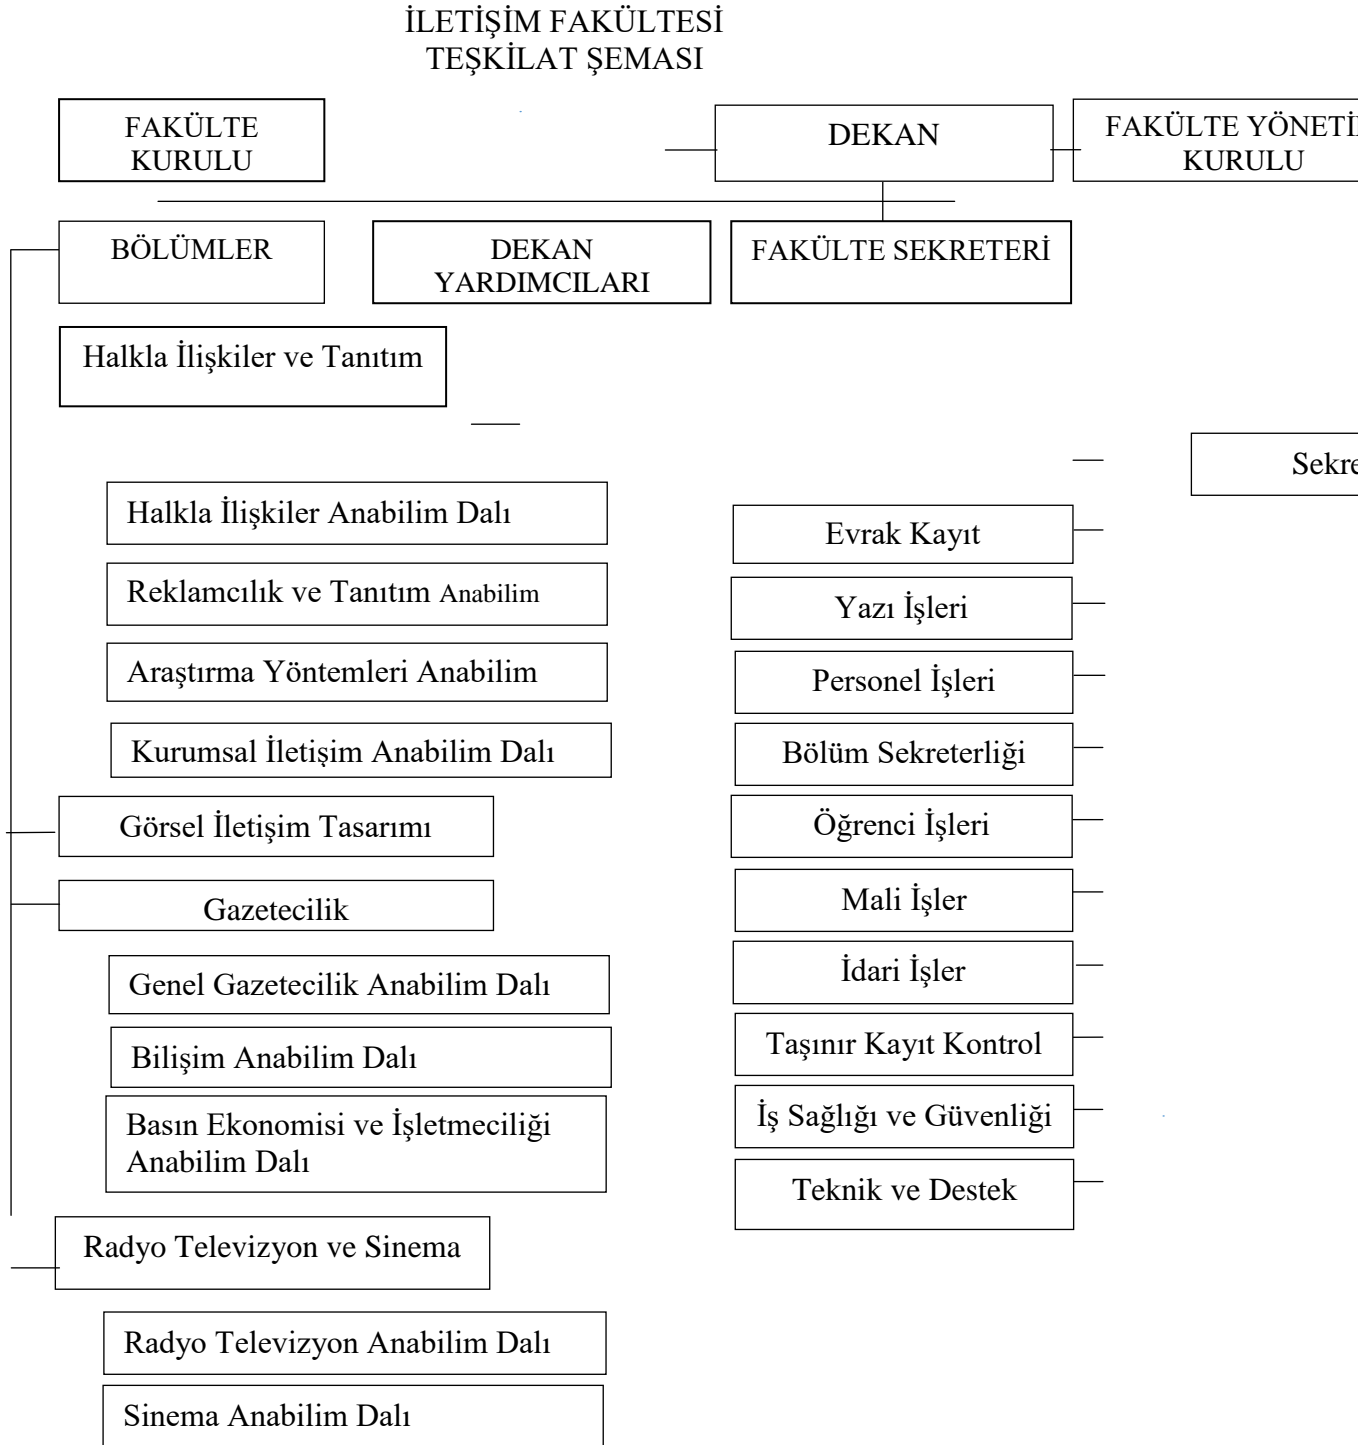 İLETİŞİM FAKÜLTESİ
TEŞKİLAT ŞEMASI
FAKÜLTE
KURULU
DEKAN
FAKÜLTE
KURULU
BÖLÜMLER
DEKAN
YARDIMCILARI
FAKÜLTE SEKRETERİ
Halkla İlişkiler ve Tanıtım
Halkla İlişkiler Anabilim Dalı
Reklamcılık ve Tanıtım Anabilim
Araştırma Yöntemleri Anabilim
Kurumsal İletişim Anabilim Dalı
Görsel İletişim Tasarımı
Gazetecilik
Genel Gazetecilik Anabilim Dalı
Bilişim Anabilim Dalı
Basın Ekonomisi ve İşletmeciliği
Anabilim Dalı
Radyo Televizyon ve Sinema
Radyo Televizyon Anabilim Dalı
Sinema Anabilim Dalı
Evrak Kayıt
Yazı İşleri
Personel İşleri
Bölüm Sekreterliği
Öğrenci İşleri
Mali İşler
İdari İşler
Taşınır Kayıt Kontrol
İş Sağlığı ve Güvenliği
Teknik ve Destek